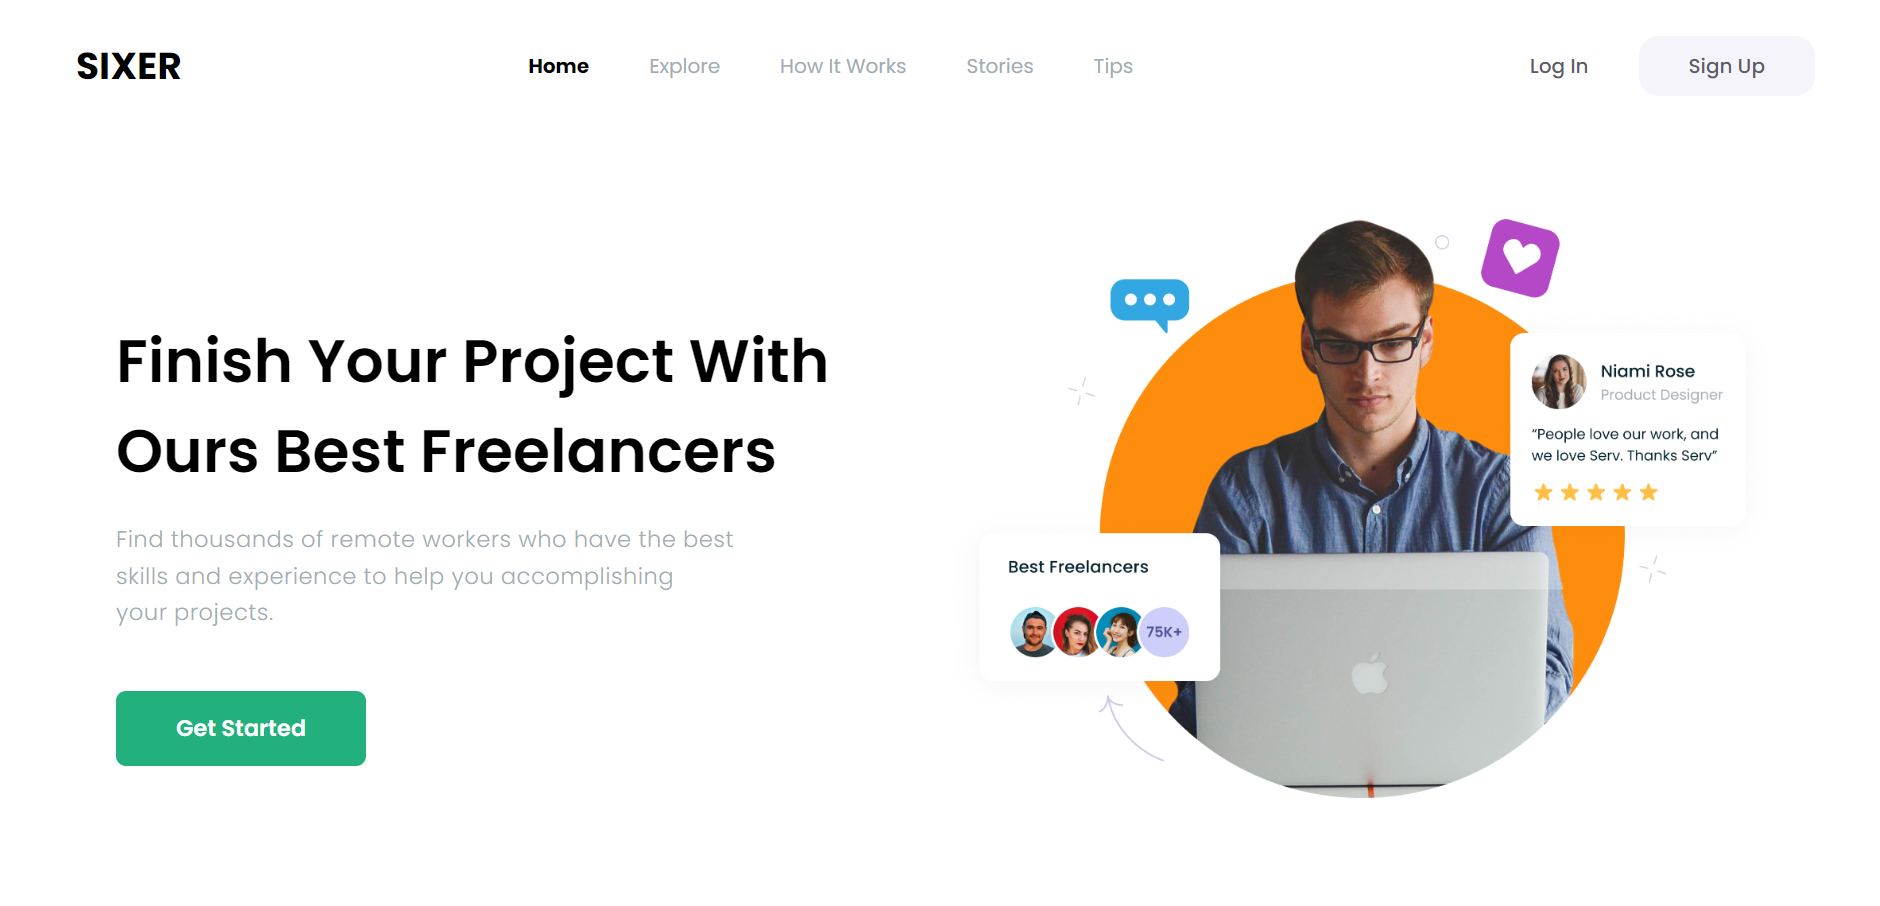 SIXER
Home
Explore
How It Works
Stories
Tips
Log In
Sign Up
Finish Your Project With
Ours Best Freelancers
Find thousands of remote workers who have the best
skills and experience to help you accomplishing
your projects.
Get Started
Niami Rose
Product Designer
“People love our work, and
we love Serv. Thanks Serv”
Best Freelancers
75K+